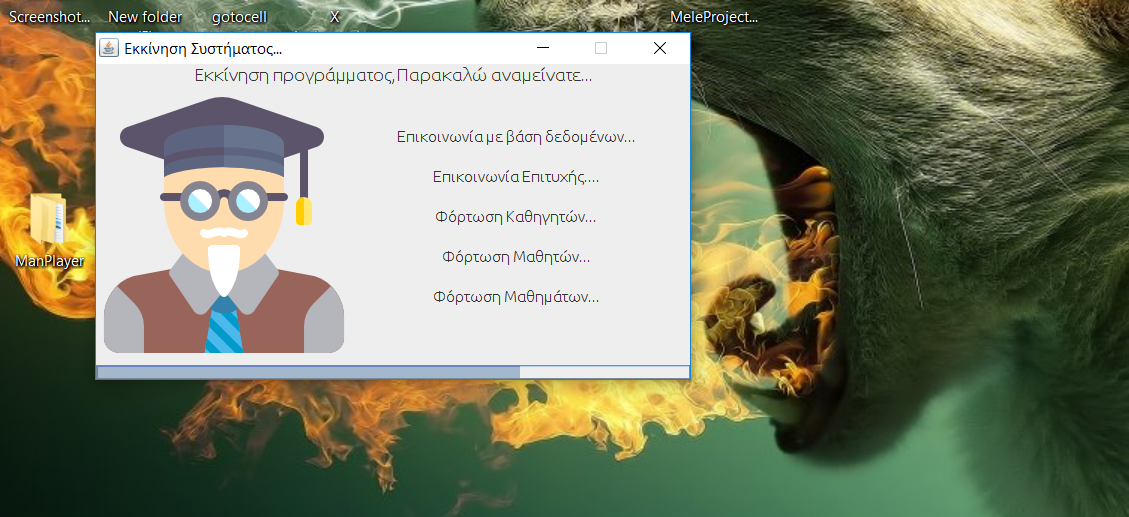 Screenshot...
New folder
gotocell
X
MeleProject...
Εκκίνηση Συστήματος...
Εκκίνηση προγράμματος,Παρακαλώ αναμείνατε...
Επικοινωνία με βάση δεδομένων...
Επικοινωνία Επιτυχής....
Φόρτωση Καθηγητών...
Φόρτωση Μαθητών...
Φόρτωση Μαθημάτων...
ManPlayer